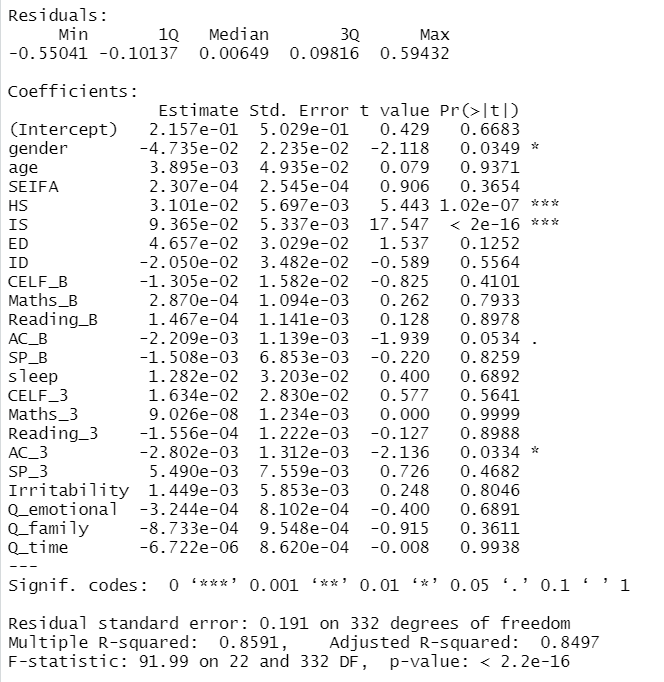 Residuals:
     Min       1Q   Median       3Q      Max
-0.55041 -0.10137  0.00649  0.09816  0.59432
Coefficients:
                Estimate Std. Error t value Pr(>|t|)
(Intercept)    2.157e-01  5.029e-01   0.429   0.6683
gender        -4.735e-02  2.235e-02  -2.118   0.0349 *
age            3.895e-03  4.935e-02   0.079   0.9371
SEIFA          2.307e-04  2.545e-04   0.906   0.3654
HS             3.101e-02  5.697e-03   5.443 1.02e-07 ***
IS             9.365e-02  5.337e-03  17.547  < 2e-16 ***
ED             4.657e-02  3.029e-02   1.537   0.1252
ID            -2.050e-02  3.482e-02  -0.589   0.5564
CELF_B        -1.305e-02  1.582e-02  -0.825   0.4101
Maths_B        2.870e-04  1.094e-03   0.262   0.7933
Reading_B      1.467e-04  1.141e-03   0.128   0.8978
AC_B          -2.209e-03  1.139e-03  -1.939   0.0534 .
SP_B          -1.508e-03  6.853e-03  -0.220   0.8259
sleep          1.282e-02  3.203e-02   0.400   0.6892
CELF_3         1.634e-02  2.830e-02   0.577   0.5641
Maths_3        9.026e-08  1.234e-03   0.000   0.9999
Reading_3     -1.556e-04  1.222e-03  -0.127   0.8988
AC_3          -2.802e-03  1.312e-03  -2.136   0.0334 *
SP_3           5.490e-03  7.559e-03   0.726   0.4682
Irritability   1.449e-03  5.853e-03   0.248   0.8046
Q_emotional   -3.244e-04  8.102e-04  -0.400   0.6891
Q_family      -8.733e-04  9.548e-04  -0.915   0.3611
Q_time        -6.722e-06  8.620e-04  -0.008   0.9938
---
Signif. codes:  0 ‘***’ 0.001 ‘**’ 0.01 ‘*’ 0.05 ‘.’ 0.1 ‘ ’ 1
Residual standard error: 0.191 on 332 degrees of freedom
Multiple R-squared:  0.8591,    Adjusted R-squared:  0.8497
F-statistic: 91.99 on 22 and 332 DF,  p-value: < 2.2e-16